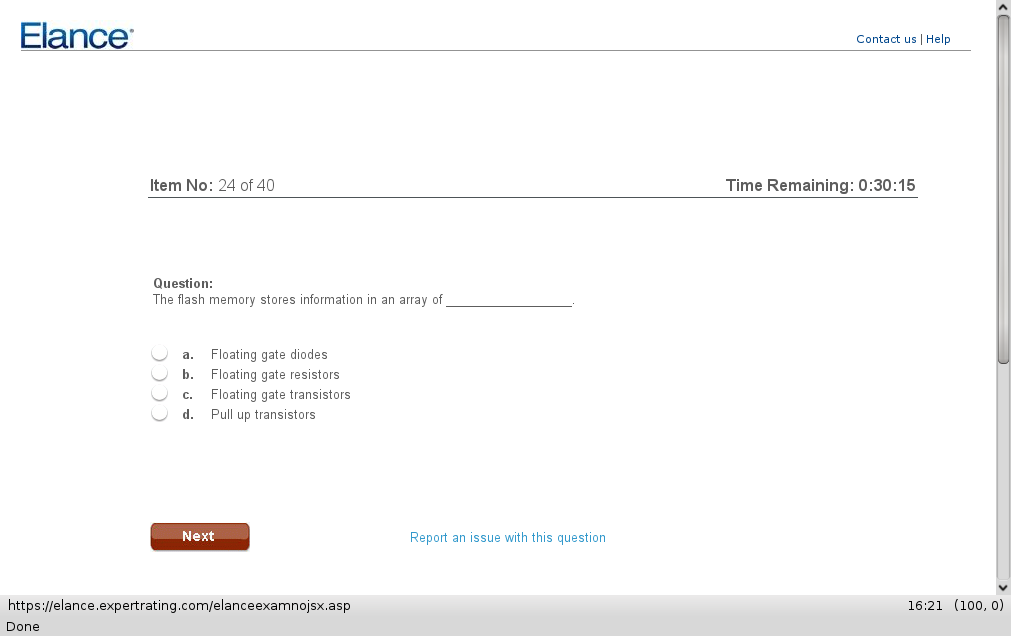 Elance
Contact us | Help
Item No: 24 of 40
Time Remaining: 0:30:15
Question:
The flash memory stores information in an array of ___________________.
a. Floating gate diodes
b. Floating gate resistors
c. Floating gate transistors
d. Pull up transistors
Next
Report an issue with this question
https://elance.expertrating.com/elanceexamnojsx.asp
16:21 (100, 0)
Done